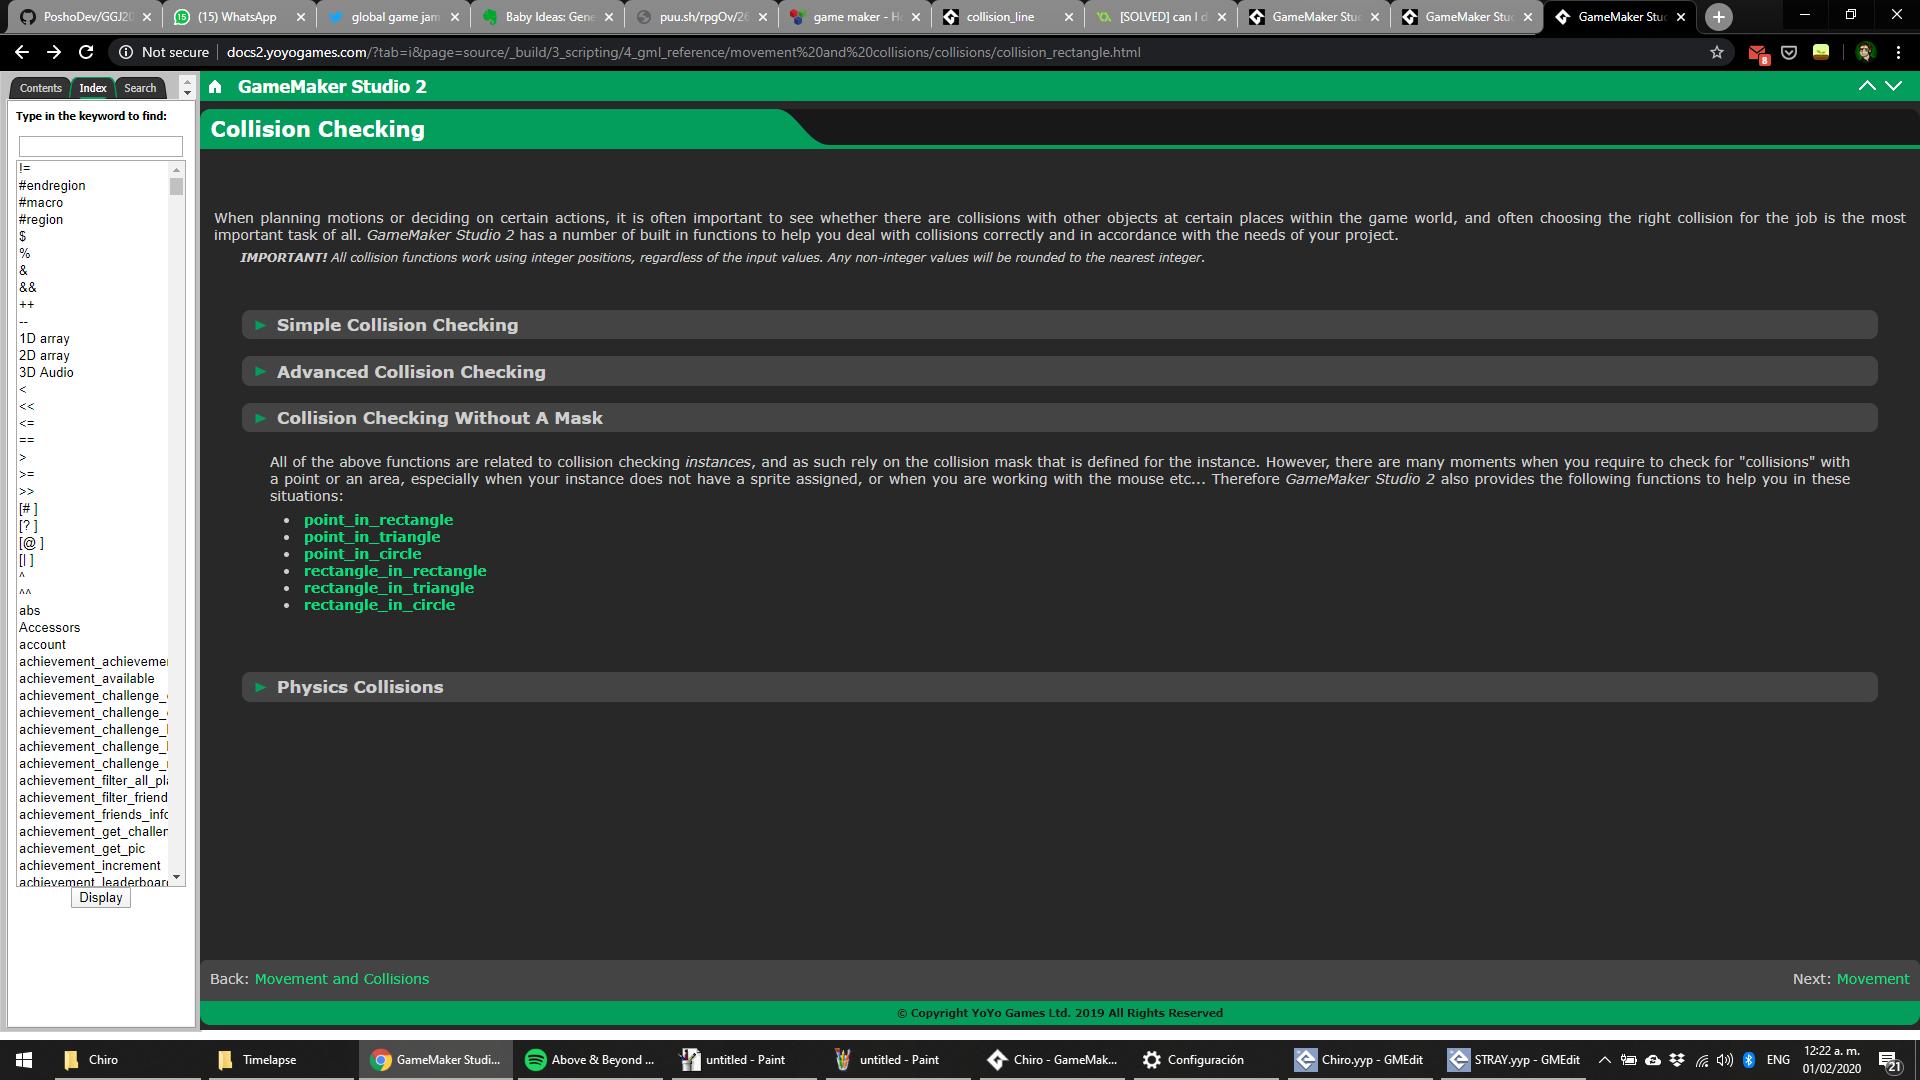 PoshoDev/GGJ20
(15) WhatsApp
global game jam
Baby Ideas: Gene
puu.sh/rpgOv/26
game maker - Ho
collision_line
[SOLVED] can I d
GameMaker Stu
GameMaker Stu
GameMaker Stu
Not secure
docs2.yoyogames.com/?tab=i&page=source/_build/3_scripting/4_gml_reference/movement%20and%20collisions/collisions/collision_rectangle.html
8
Contents
Index
Search
GameMaker Studio 2
Type in the keyword to find:
!=
#endregion
#macro
#region
$
%
&
&&
++
--
1D array
2D array
3D Audio
<
<<
<=
==
>
>=
>>
[# ]
[? ]
[@ ]
[| ]
^
^^
abs
Accessors
account
achievement_achieveme
achievement_available
achievement_challenge_
achievement_challenge_
achievement_challenge_l
achievement_challenge_l
achievement_challenge_
achievement_filter_all_pla
achievement_filter_friend
achievement_friends_info
achievement_get_challen
achievement_get_pic
achievement_increment
achievement_leaderboar
Display
Collision Checking
When planning motions or deciding on certain actions, it is often important to see whether there are collisions with other objects at certain places within the game world, and often choosing the right collision for the job is the most
important task of all. GameMaker Studio 2 has a number of built in functions to help you deal with collisions correctly and in accordance with the needs of your project.
IMPORTANT! All collision functions work using integer positions, regardless of the input values. Any non-integer values will be rounded to the nearest integer.
Simple Collision Checking
Advanced Collision Checking
Collision Checking Without A Mask
All of the above functions are related to collision checking instances, and as such rely on the collision mask that is defined for the instance. However, there are many moments when you require to check for "collisions" with
a point or an area, especially when your instance does not have a sprite assigned, or when you are working with the mouse etc... Therefore GameMaker Studio 2 also provides the following functions to help you in these
situations:
point_in_rectangle
point_in_triangle
point_in_circle
rectangle_in_rectangle
rectangle_in_triangle
rectangle_in_circle
Physics Collisions
Back: Movement and Collisions
Next: Movement
© Copyright YoYo Games Ltd. 2019 All Rights Reserved
Chiro
Timelapse
GameMaker Studi...
Above & Beyond ...
untitled - Paint
untitled - Paint
Chiro - GameMak...
Configuración
Chiro.yyp - GMEdit
STRAY.yyp - GMEdit
ENG
12:22 a. m.
01/02/2020
21